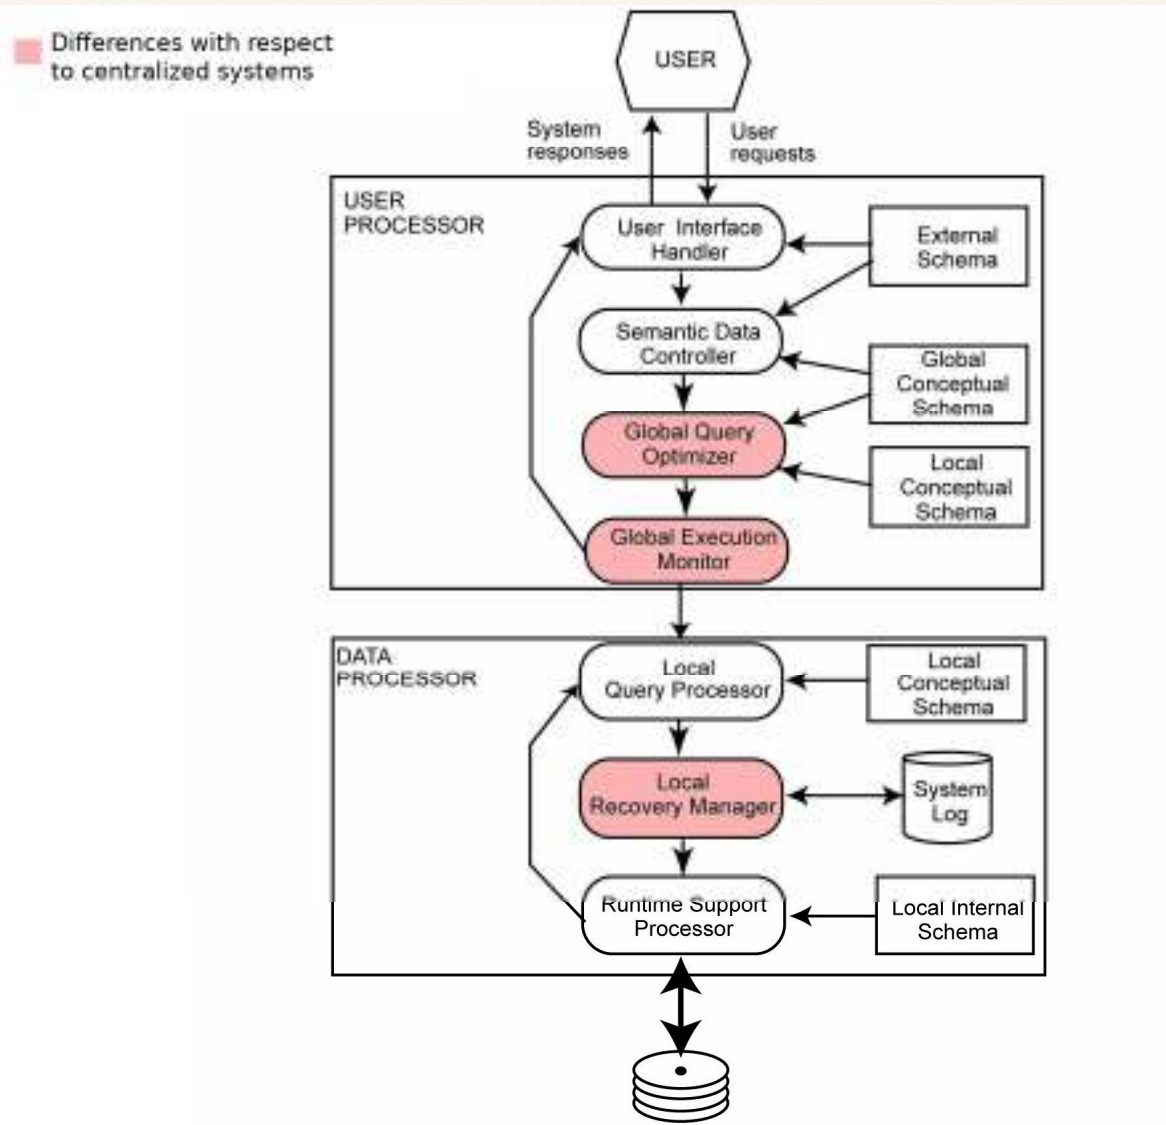 Differences with respect
to centralized systems
USER
System
responses
User
requests
USER
PROCESSOR
User Interface
Handler
External
Schema
Semantic Data
Controller
Global
Conceptual
Schema
Global Query
Optimizer
Local
Conceptual
Schema
Global Execution
Monitor
DATA
PROCESSOR
Local
Query Processor
Local
Conceptual
Schema
Local
Recovery Manager
System
Log
Runtime Support
Processor
Local Internal
Schema